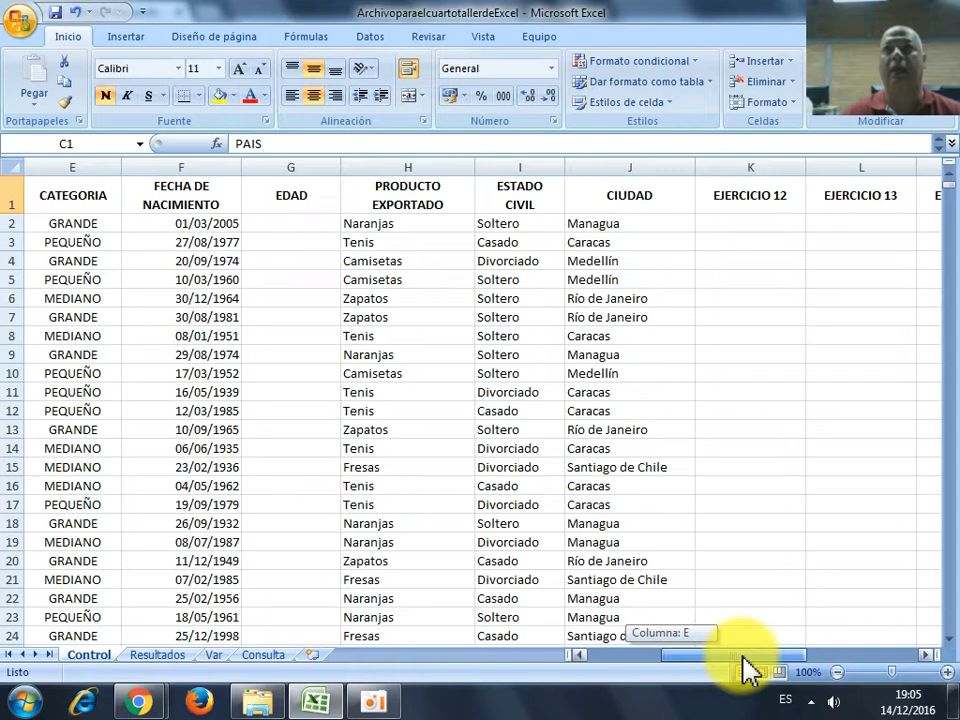 ArchivoparaelcuartotallerdeExcel - Microsoft Excel
Inicio Insertar Diseño de página Fórmulas Datos Revisar Vista Equipo
Pegar
Calibri 11
N K S A
General
% 000
Formato condicional
Dar formato como tabla
Estilos de celda
Insertar
Eliminar
Formato
Portapapeles Fuente Alineación Número Estilos Celdas Modificar
C1 fx PAIS
E F G H I J K L
1 CATEGORIA FECHA DE NACIMIENTO EDAD PRODUCTO EXPORTADO ESTADO CIVIL CIUDAD EJERCICIO 12 EJERCICIO 13 E
2 GRANDE 01/03/2005 Naranjas Soltero Managua
3 PEQUEÑO 27/08/1977 Tenis Casado Caracas
4 GRANDE 20/09/1974 Camisetas Divorciado Medellín
5 PEQUEÑO 10/03/1960 Camisetas Soltero Medellín
6 MEDIANO 30/12/1964 Zapatos Soltero Río de Janeiro
7 GRANDE 30/08/1981 Zapatos Soltero Río de Janeiro
8 MEDIANO 08/01/1951 Tenis Soltero Caracas
9 GRANDE 29/08/1974 Naranjas Soltero Managua
10 PEQUEÑO 17/03/1952 Camisetas Soltero Medellín
11 PEQUEÑO 16/05/1939 Tenis Divorciado Caracas
12 PEQUEÑO 12/03/1985 Tenis Casado Caracas
13 GRANDE 10/09/1965 Zapatos Soltero Río de Janeiro
14 MEDIANO 06/06/1935 Tenis Divorciado Caracas
15 MEDIANO 23/02/1936 Fresas Divorciado Santiago de Chile
16 MEDIANO 04/05/1962 Tenis Casado Caracas
17 PEQUEÑO 19/09/1979 Tenis Divorciado Caracas
18 GRANDE 26/09/1932 Naranjas Soltero Managua
19 MEDIANO 08/07/1987 Naranjas Divorciado Managua
20 GRANDE 11/12/1949 Zapatos Casado Río de Janeiro
21 MEDIANO 07/02/1985 Fresas Divorciado Santiago de Chile
22 GRANDE 25/02/1956 Naranjas Casado Managua
23 PEQUEÑO 18/05/1961 Naranjas Soltero Managua
24 GRANDE 25/12/1998 Fresas Casado Santiago d
Columna: E
Control Resultados Var Consulta
Listo 100%
ES 19:05
14/12/2016